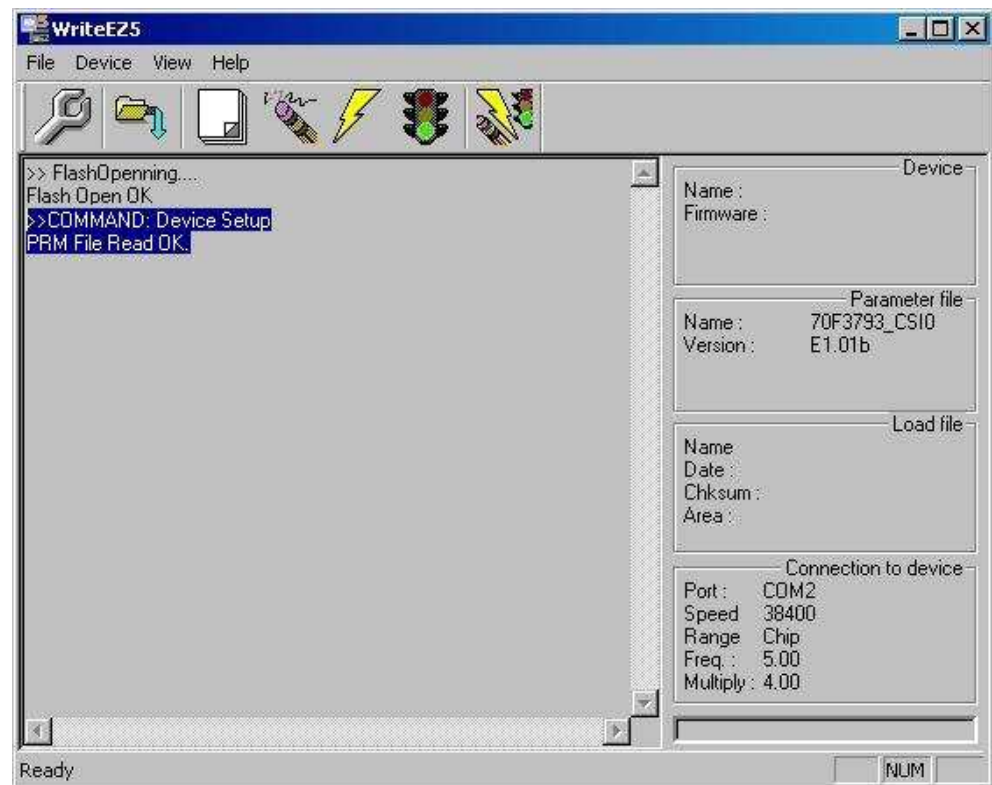 WriteEZ5
File Device View Help
>> FlashOpenning....
Flash Open OK
>>COMMAND: Device Setup
PRM File Read OK.
Device
Name :
Firmware :
Parameter file
Name : 70F3793_CSI0
Version : E1.01b
Load file
Name
Date :
Chksum :
Area :
Connection to device
Port : COM2
Speed 38400
Range Chip
Freq. : 5.00
Multiply : 4.00
Ready
NUM